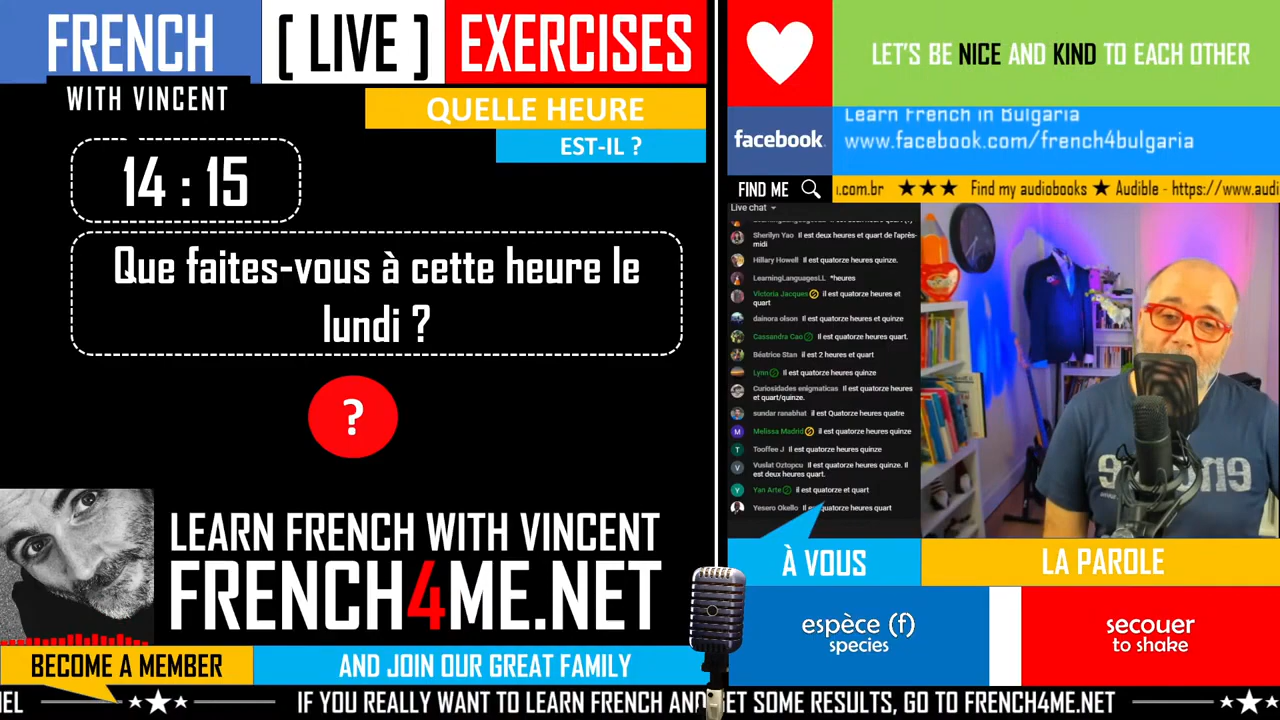 FRENCH
[ LIVE ]
EXERCISES
WITH VINCENT
QUELLE HEURE
EST-IL ?
14 : 15
Que faites-vous à cette heure le
lundi ?
?
LEARN FRENCH WITH VINCENT
FRENCH4ME.NET
BECOME A MEMBER
AND JOIN OUR GREAT FAMILY
LET'S BE NICE AND KIND TO EACH OTHER
facebook
Learn French in Bulgaria
www.facebook.com/french4bulgaria
FIND ME
.com.br ★★★ Find my audiobooks ★ Audible - https://www.audi
Live chat
Sherilyn Yao Il est deux heures et quart de l'après-
midi
Hillary Howell Il est quatorze heures quinze.
LearningLanguagesLL *heures
Victoria Jacques il est quatorze heures et
quart
dainora olson Il est quatorze heures et quinze
Cassandra Cao Il est quatorze heures et quart.
Béatrice Stan il est 2 heures et quart
Lynn Il est quatorze heures quinze
Curiosidades enigmaticas Il est quatorze heures
et quart/quinze.
sundar ranabhat il est Quatorze heures quatre
Melissa Madrid il est quatorze heures quinze
Tooffee J Il est quatorze heures quinze
Vuslat Oztopcu Il est quatorze heures quinze. Il
est deux heures quart.
Yan Arte il est quatorze et quart
Yesero Okello Il est quatorze heures quart
À VOUS
LA PAROLE
espèce (f)
species
secouer
to shake
NEL
IF YOU REALLY WANT TO LEARN FRENCH AND GET SOME RESULTS, GO TO FRENCH4ME.NET